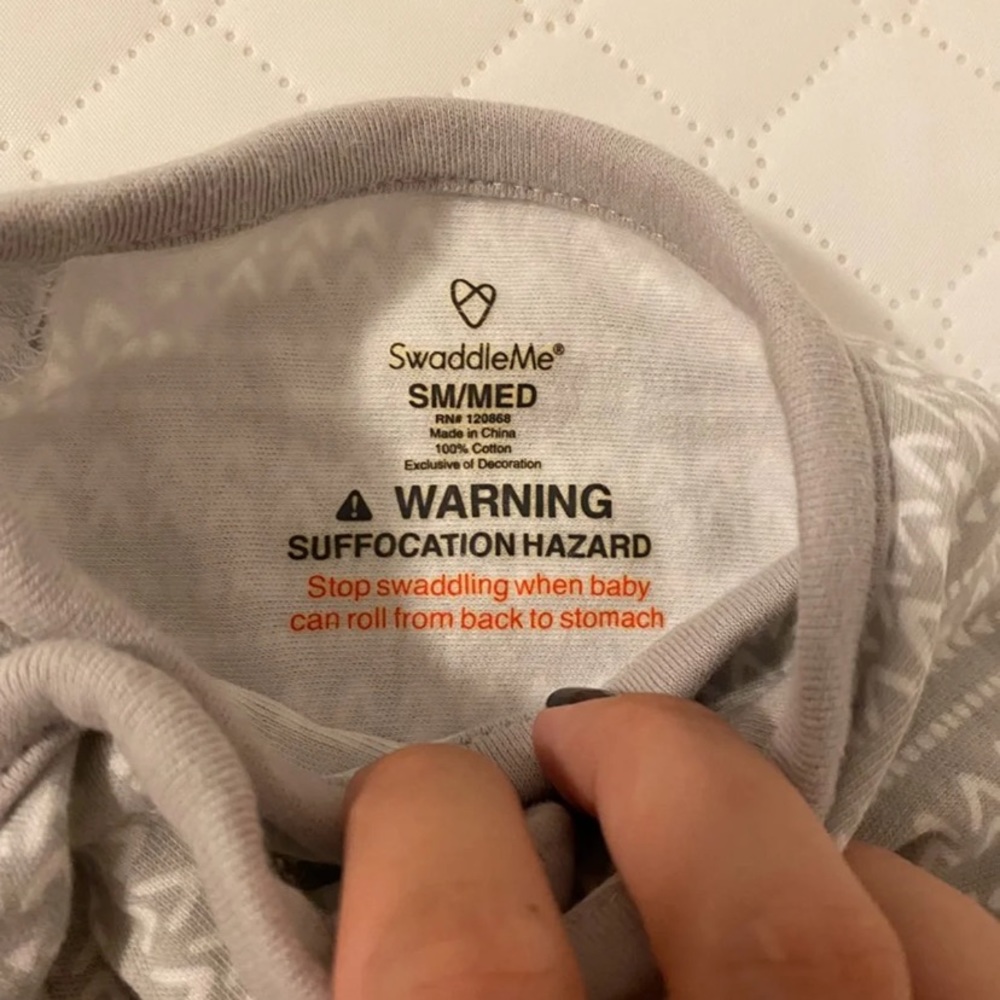 SwaddleMe®
SM/MED
RN# 120868
Made in China
100% Cotton
Exclusive of Decoration
WARNING
SUFFOCATION HAZARD
Stop swaddling when baby
can roll from back to stomach